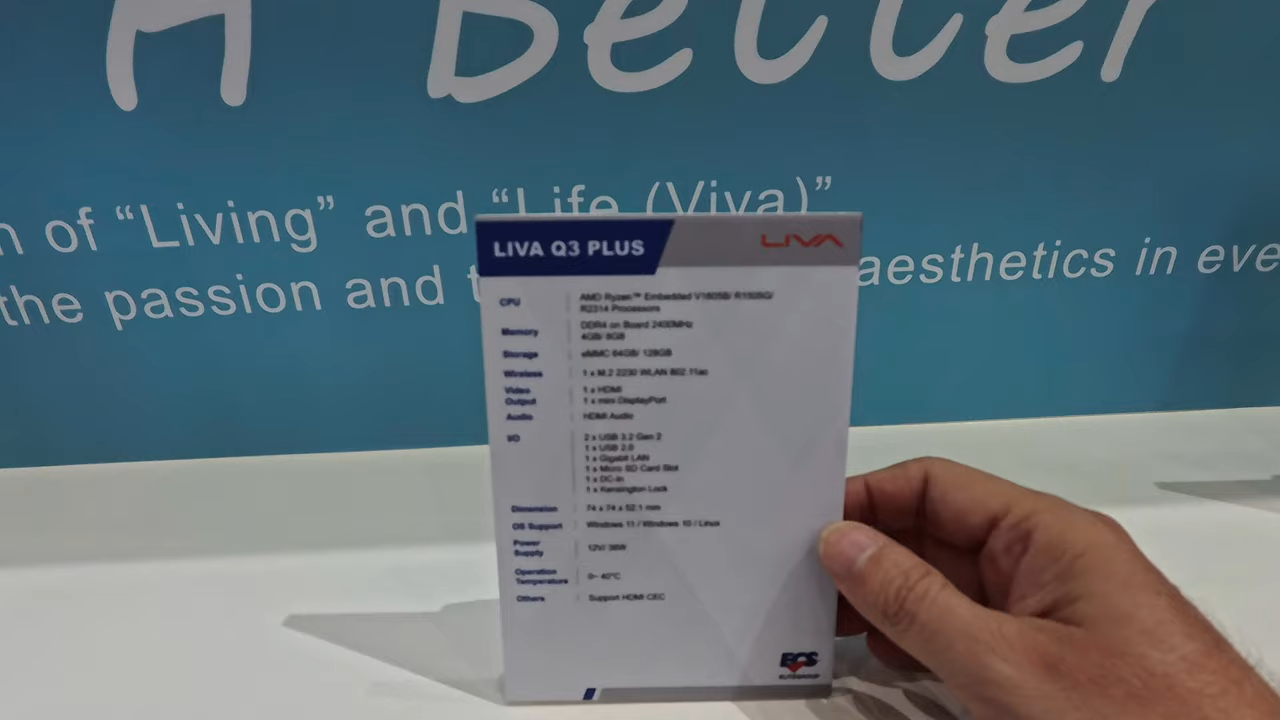 A Better
n of “Living” and “Life (Viva)”
the passion and t
aesthetics in eve
LIVA Q3 PLUS
LIVA
CPU
AMD Ryzen™ Embedded V1605B/ R1505G/
R2314 Processors
Memory
DDR4 on Board 2400MHz
4GB/ 8GB
Storage
eMMC 64GB/ 128GB
Wireless
1 x M.2 2230 WLAN 802.11ac
Video
Output
1 x HDMI
1 x mini DisplayPort
Audio
HDMI Audio
I/O
2 x USB 3.2 Gen 2
1 x USB 2.0
1 x Gigabit LAN
1 x Micro SD Card Slot
1 x DC-in
1 x Kensington Lock
Dimension
74 x 74 x 52.1 mm
OS Support
Windows 11 / Windows 10 / Linux
Power
Supply
12V/ 36W
Operation
Temperature
0~ 40°C
Others
Support HDMI CEC
ECS
ELITEGROUP